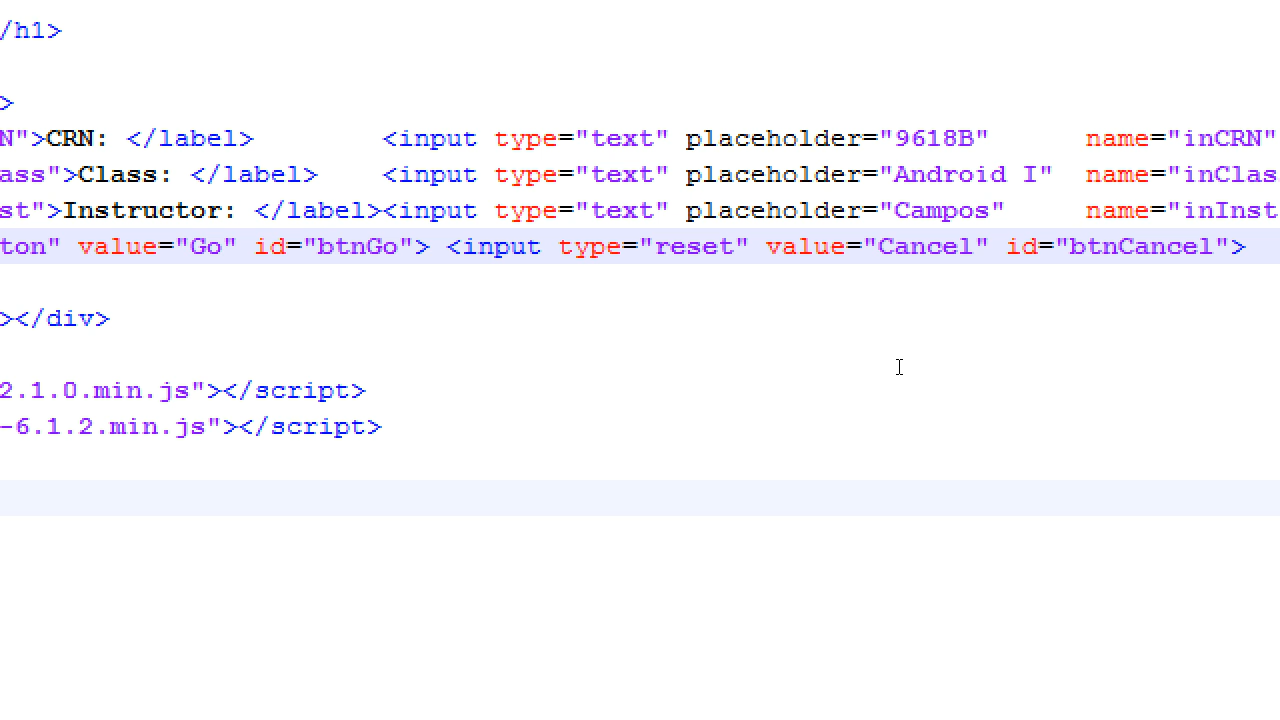 /h1>
>
N">CRN: </label> <input type="text" placeholder="9618B" name="inCRN"
ass">Class: </label> <input type="text" placeholder="Android I" name="inClas
st">Instructor: </label><input type="text" placeholder="Campos" name="inInst
ton" value="Go" id="btnGo"> <input type="reset" value="Cancel" id="btnCancel">
></div>
2.1.0.min.js"></script>
-6.1.2.min.js"></script>